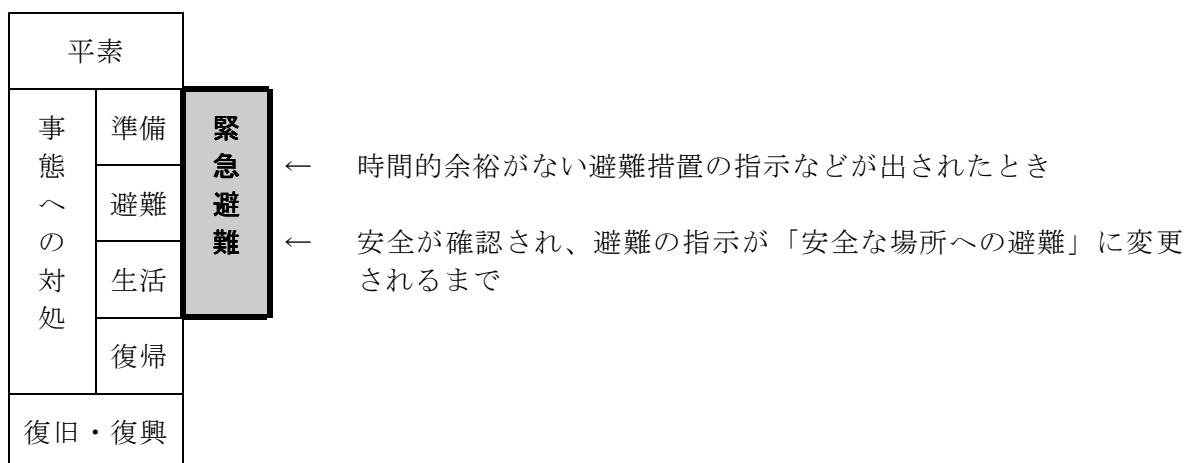 平素
事態への対処
準備
避難
生活
復帰
緊急避難
← 時間的余裕がない避難措置の指示などが出されたとき
← 安全が確認され、避難の指示が「安全な場所への避難」に変更
されるまで
復旧・復興